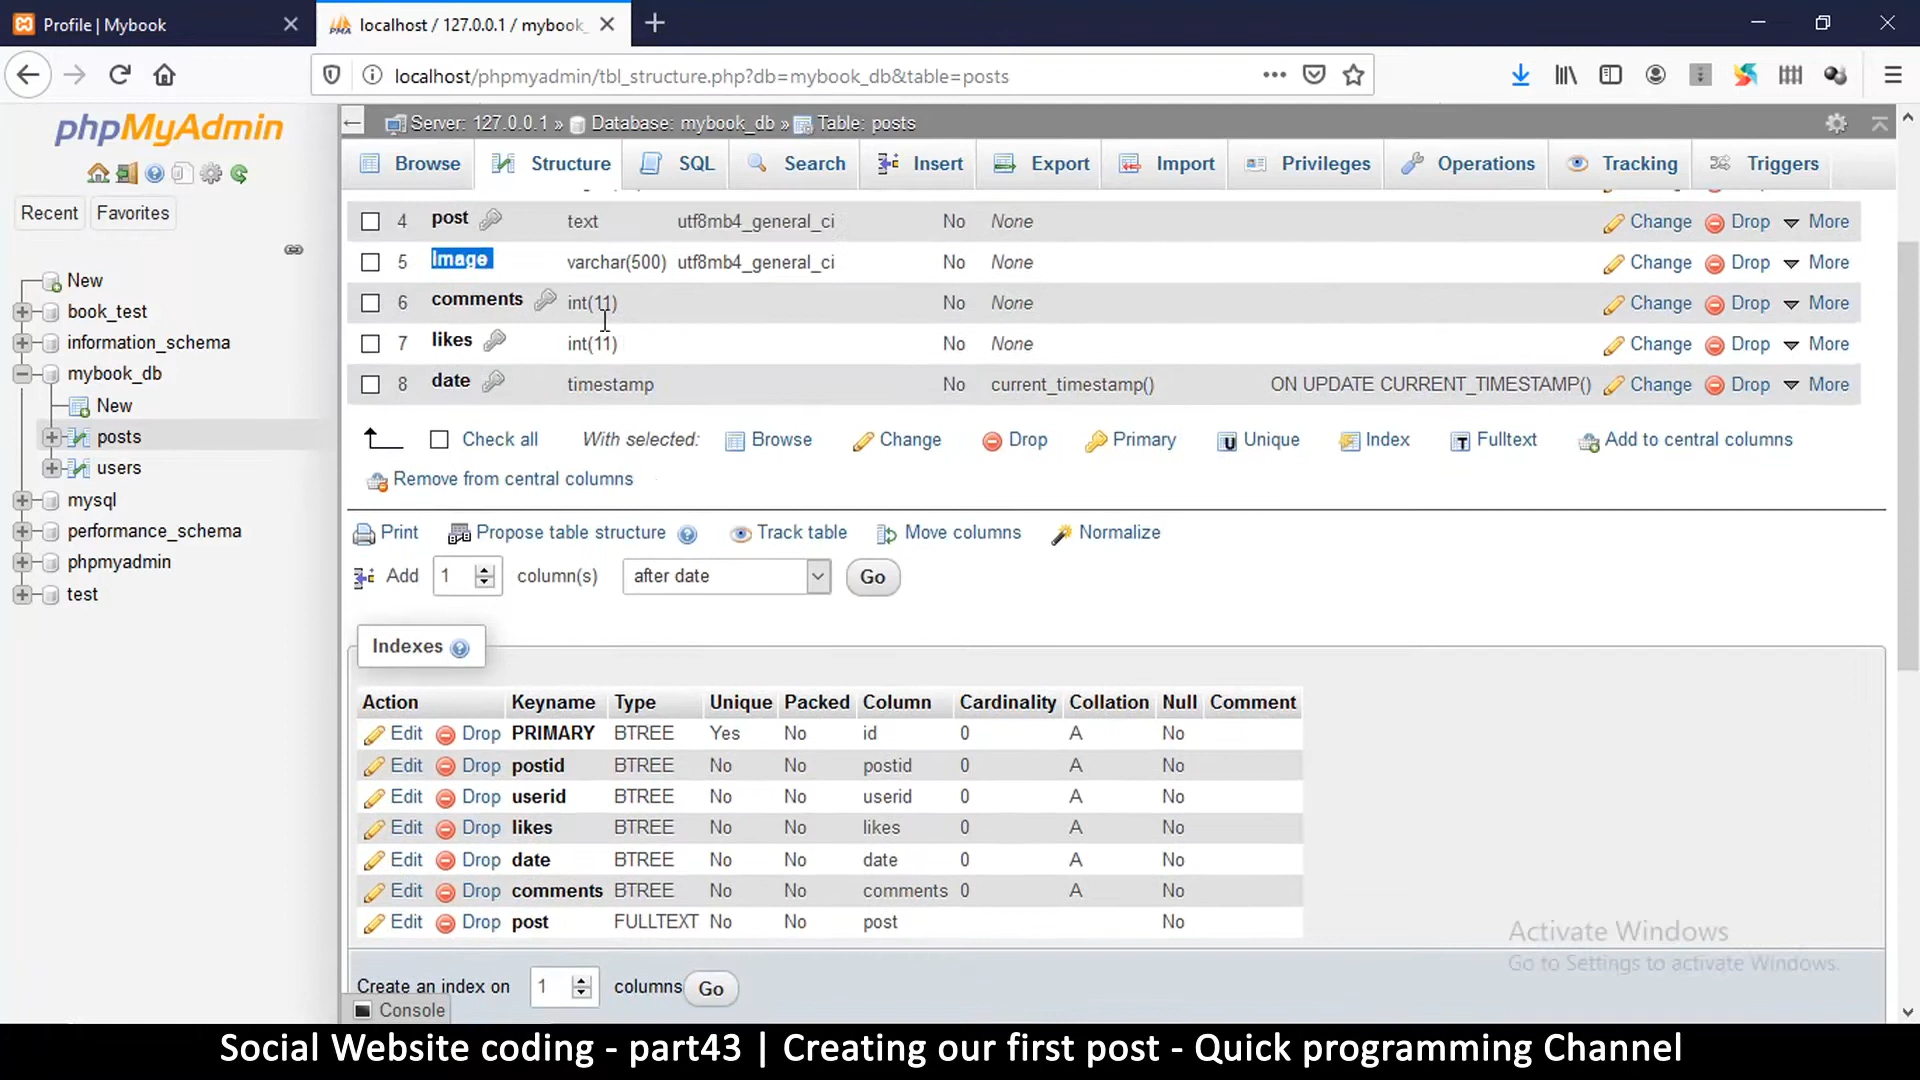 Profile | Mybook
localhost / 127.0.0.1 / mybook_
localhost/phpmyadmin/tbl_structure.php?db=mybook_db&table=posts
phpMyAdmin
Server: 127.0.0.1 » Database: mybook_db » Table: posts
Browse Structure SQL Search Insert Export Import Privileges Operations Tracking Triggers
Recent Favorites
New
book_test
information_schema
mybook_db
New
posts
users
mysql
performance_schema
phpmyadmin
test
4 post text utf8mb4_general_ci No None Change Drop More
5 image varchar(500) utf8mb4_general_ci No None Change Drop More
6 comments int(11) No None Change Drop More
7 likes int(11) No None Change Drop More
8 date timestamp No current_timestamp() ON UPDATE CURRENT_TIMESTAMP() Change Drop More
Check all With selected: Browse Change Drop Primary Unique Index Fulltext Add to central columns
Remove from central columns
Print Propose table structure Track table Move columns Normalize
Add 1 column(s) after date Go
Indexes
Action Keyname Type Unique Packed Column Cardinality Collation Null Comment
Edit Drop PRIMARY BTREE Yes No id 0 A No
Edit Drop postid BTREE No No postid 0 A No
Edit Drop userid BTREE No No userid 0 A No
Edit Drop likes BTREE No No likes 0 A No
Edit Drop date BTREE No No date 0 A No
Edit Drop comments BTREE No No comments 0 A No
Edit Drop post FULLTEXT No No post No
Create an index on 1 columns Go
Console
Activate Windows
Go to Settings to activate Windows.
Social Website coding - part43 | Creating our first post - Quick programming Channel